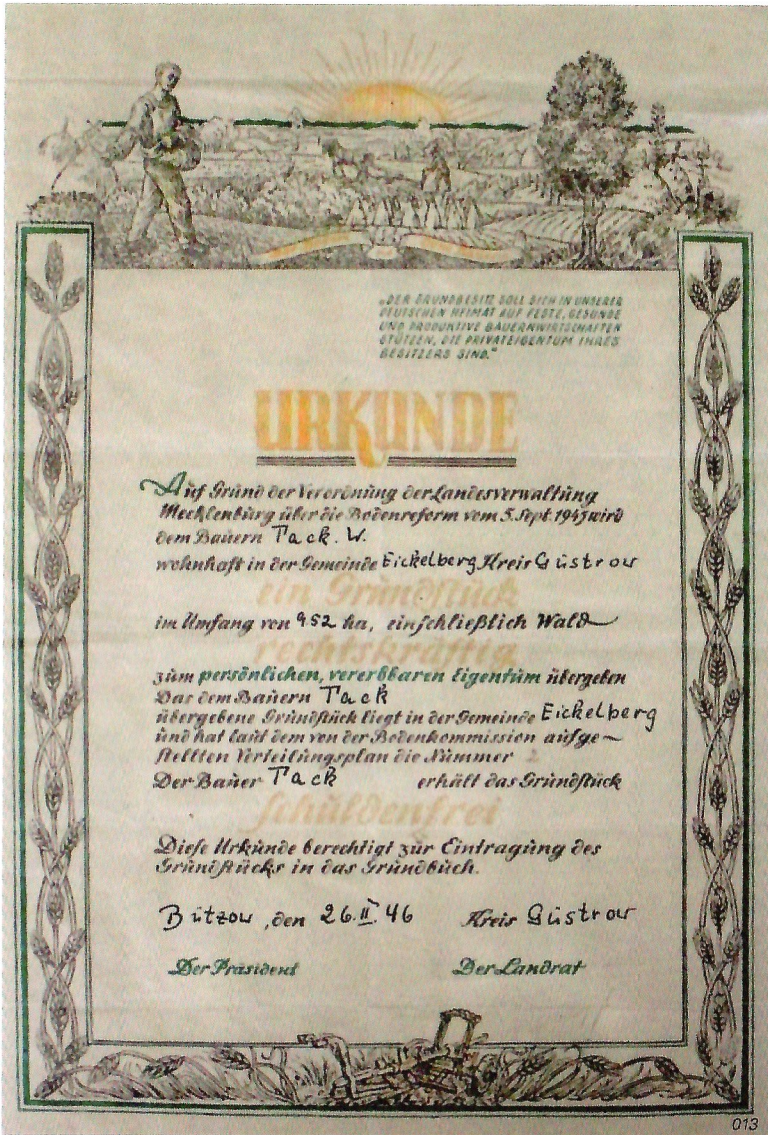 „DER GRUNDBESITZ SOLL SICH IN UNSERER
DEUTSCHEN HEIMAT AUF FESTE, GESUNDE
UND PRODUKTIVE BAUERNWIRTSCHAFTEN
STÜTZEN, DIE PRIVATEIGENTUM IHRES
BESITZERS SIND."
URKUNDE
Auf Grund der Verordnung der Landesverwaltung
Mecklenburg über die Bodenreform vom 5. Sept. 1945 wird
dem Bauern Tack. W.
wohnhaft in der Gemeinde Eickelberg Kreis Güstrow
ein Grundstück
im Umfang von 9,52 ha, einschließlich Wald
rechtskräftig
zum persönlichen, vererbbaren Eigentum übergeben
Das dem Bauern Tack
übergebene Grundstück liegt in der Gemeinde Eickelberg
und hat laut dem von der Bodenkommission aufge-
stellten Verteilungsplan die Nummer 2
Der Bauer Tack erhält das Grundstück
schuldenfrei
Diese Urkunde berechtigt zur Eintragung des
Grundstücks in das Grundbuch.
Bützow, den 26. II. 46 Kreis Güstrow
Der Präsident Der Landrat
013